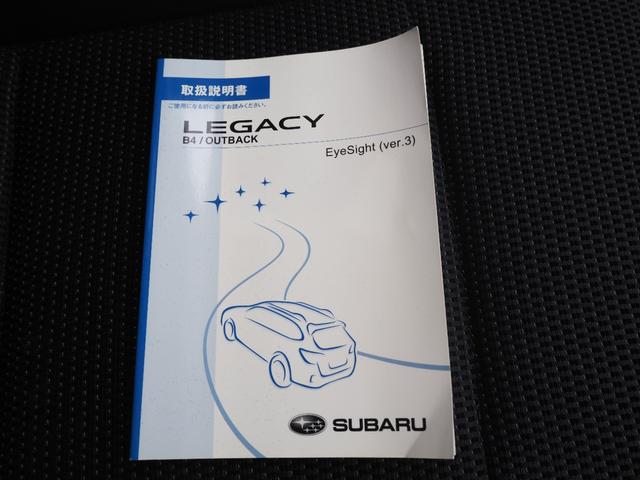 取扱説明書
ご使用になる前に必ずお読みください。
LEGACY
B4 / OUTBACK
EyeSight (ver.3)
SUBARU